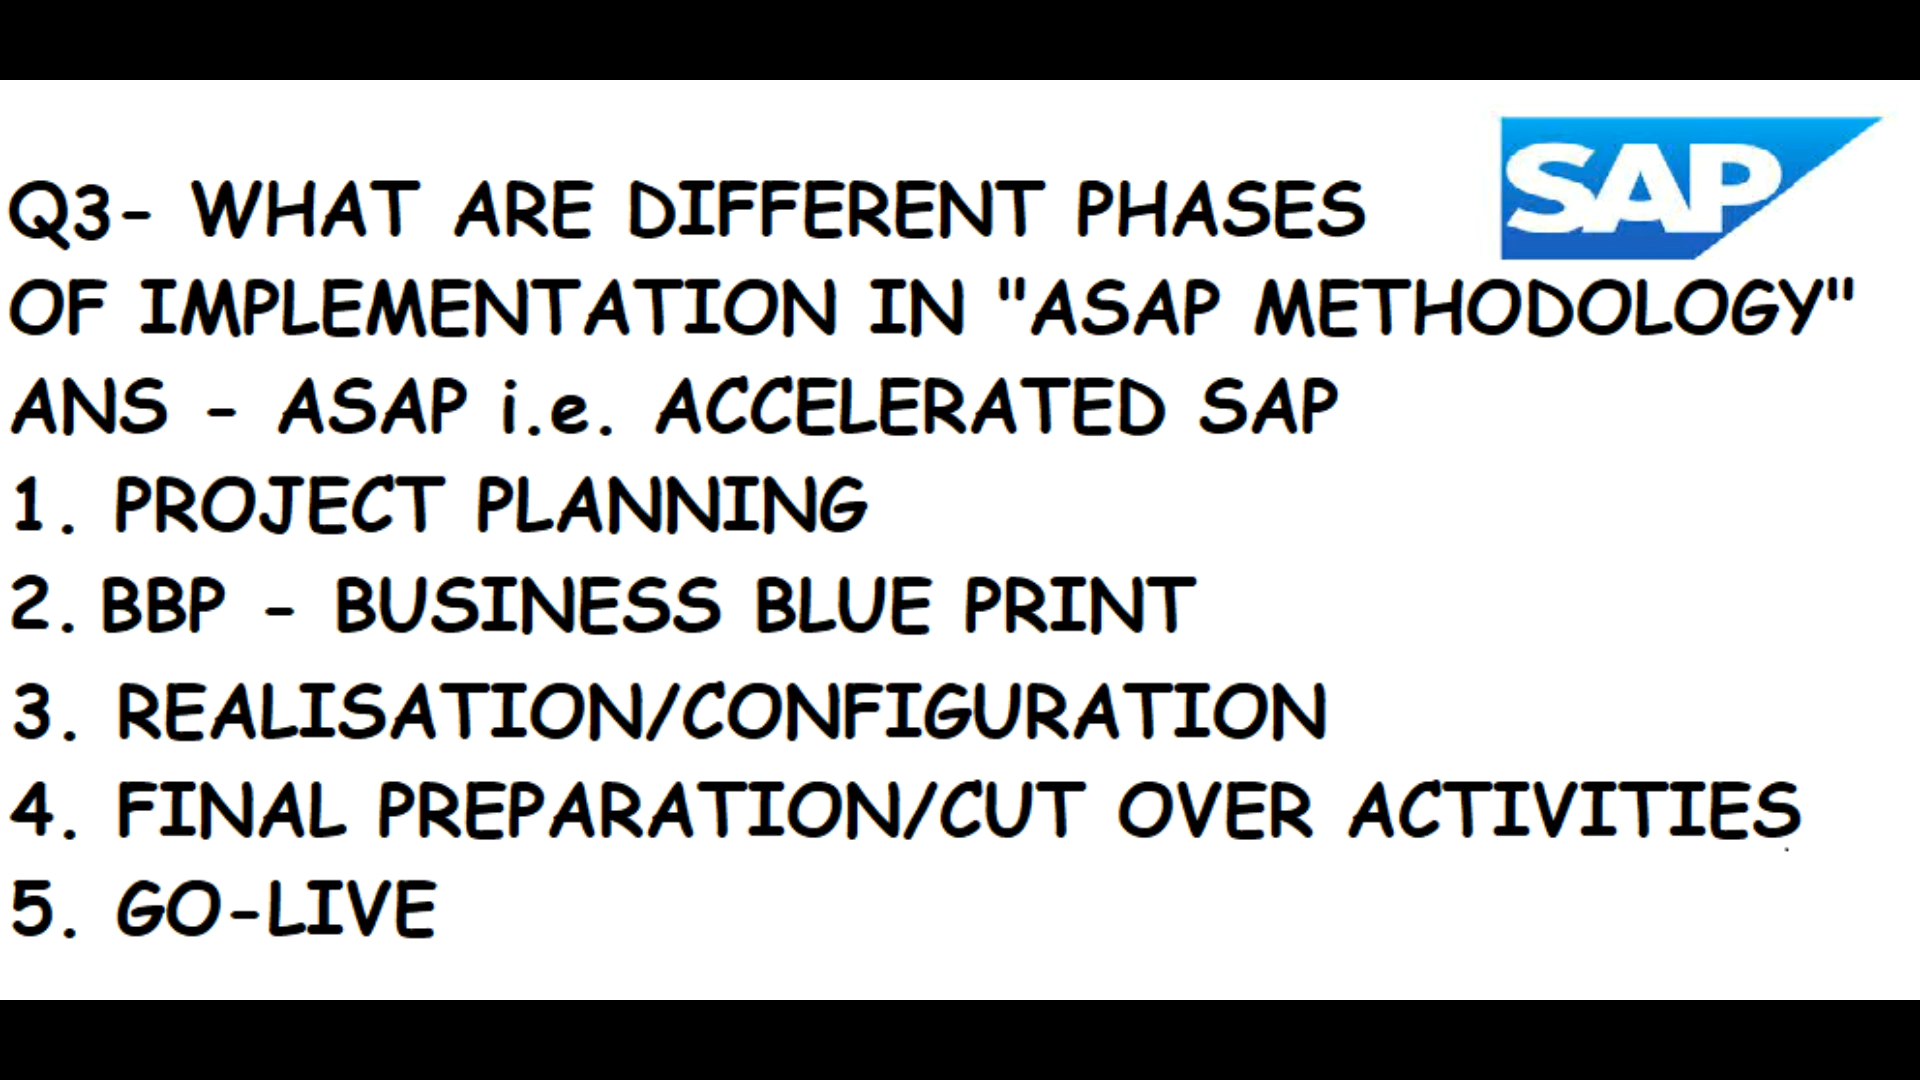 SAP
Q3- WHAT ARE DIFFERENT PHASES
OF IMPLEMENTATION IN "ASAP METHODOLOGY"
ANS - ASAP i.e. ACCELERATED SAP
1. PROJECT PLANNING
2. BBP - BUSINESS BLUE PRINT
3. REALISATION/CONFIGURATION
4. FINAL PREPARATION/CUT OVER ACTIVITIES
5. GO-LIVE